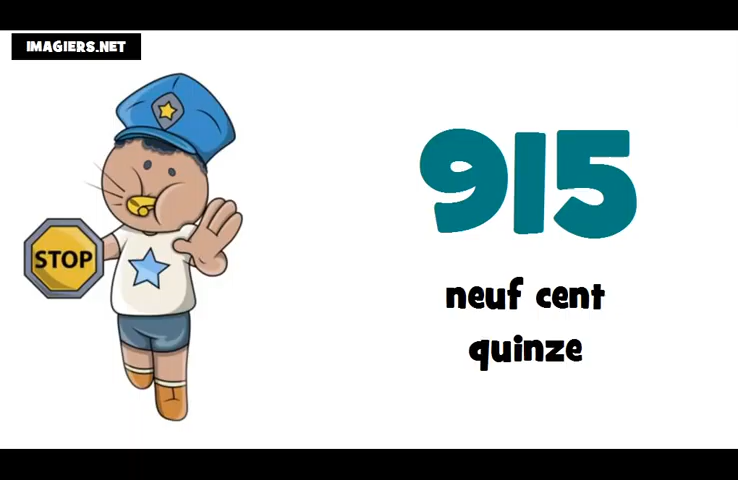 IMAGIERS.NET
STOP
915
neuf cent
quinze